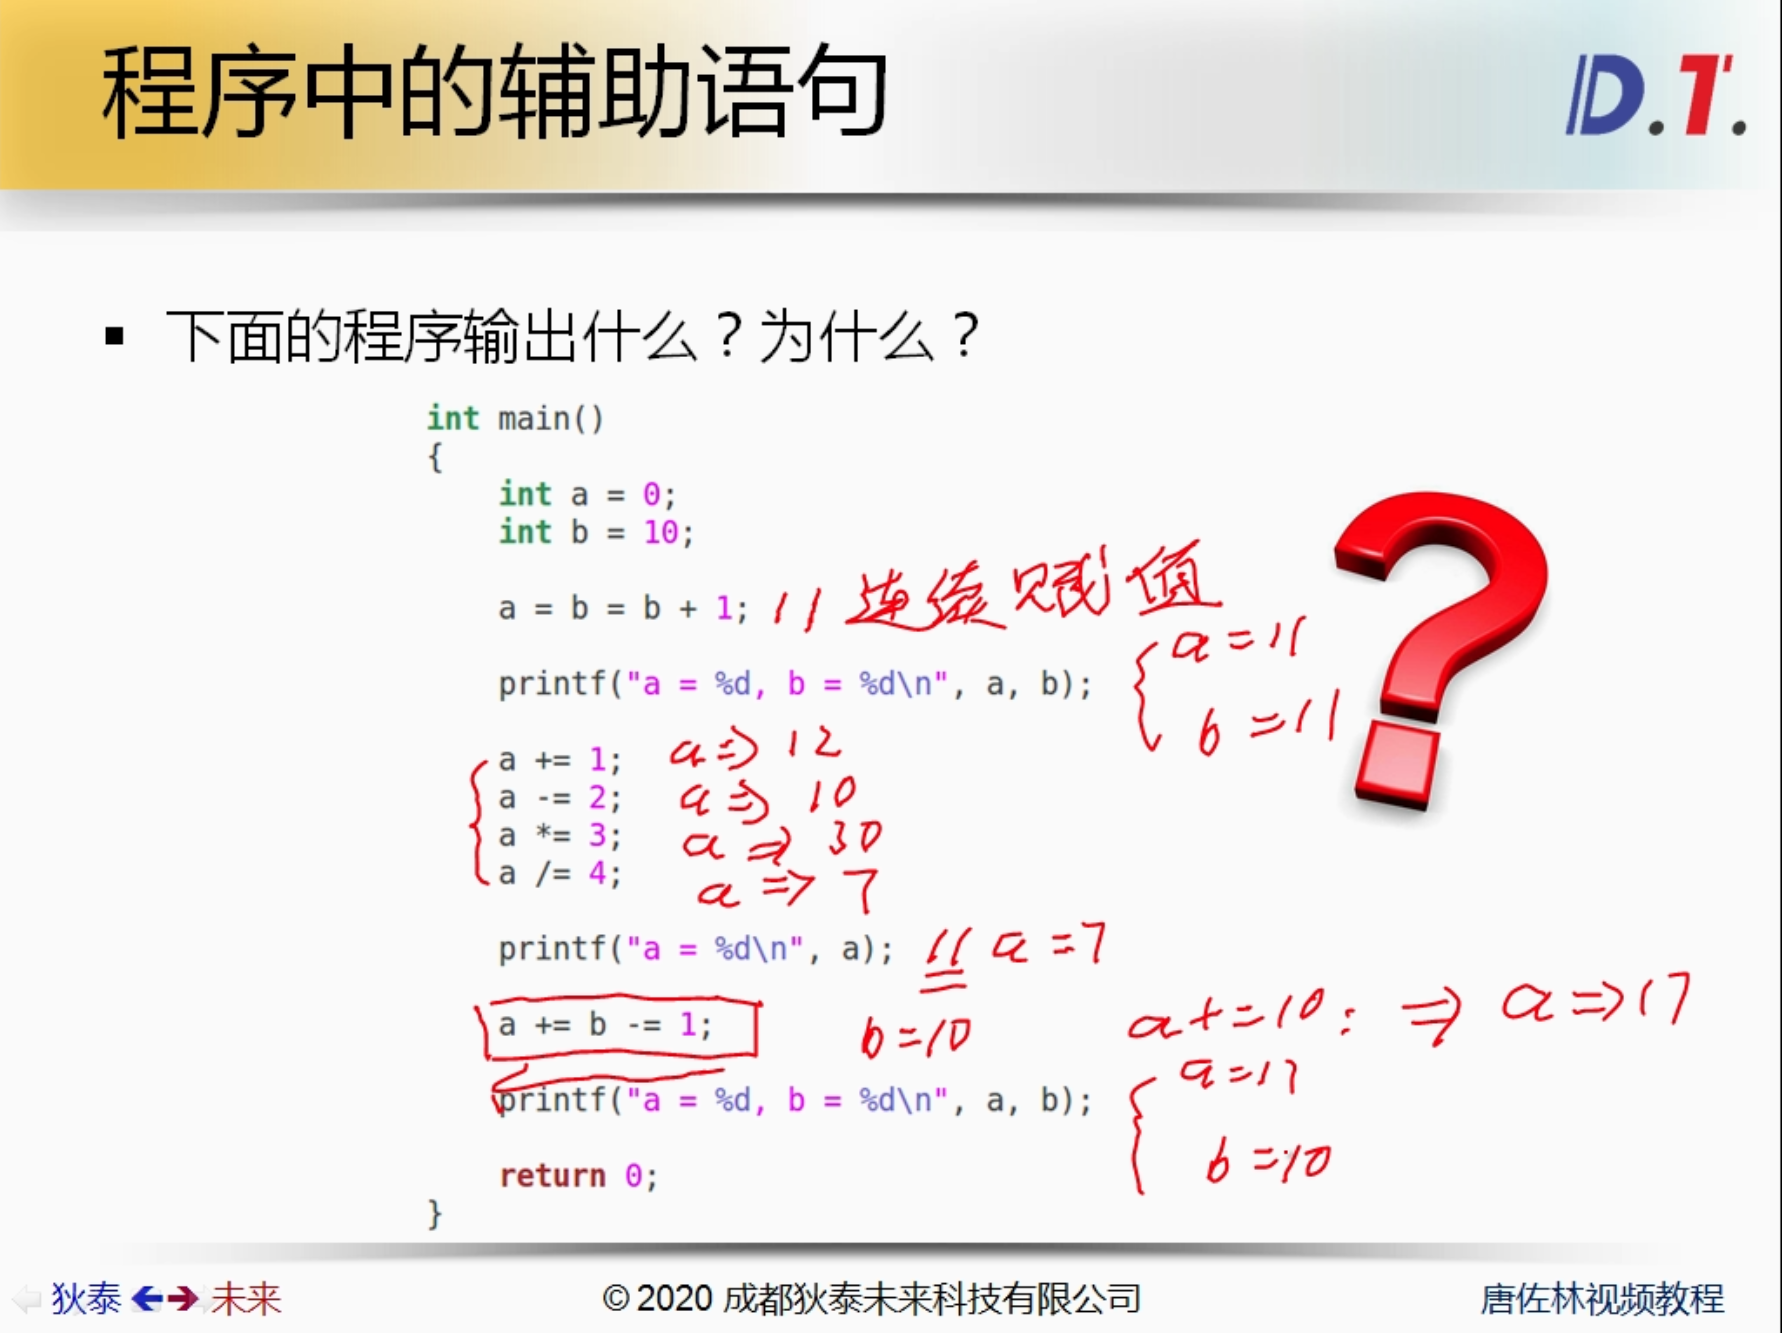 程序中的辅助语句
D.T.
▪ 下面的程序输出什么？为什么？
int main()
{
int a = 0;
int b = 10;
a = b = b + 1; // 连续赋值
a = 11
printf("a = %d, b = %d\n", a, b);
b = 11
a += 1; a => 12
a -= 2; a => 10
a *= 3; a => 30
a /= 4; a => 7
printf("a = %d\n", a); // a = 7
a += b -= 1; b = 10 a += 10; => a => 17
a = 17
printf("a = %d, b = %d\n", a, b);
b = 10
return 0;
}
狄泰 未来 © 2020 成都狄泰未来科技有限公司 唐佐林视频教程